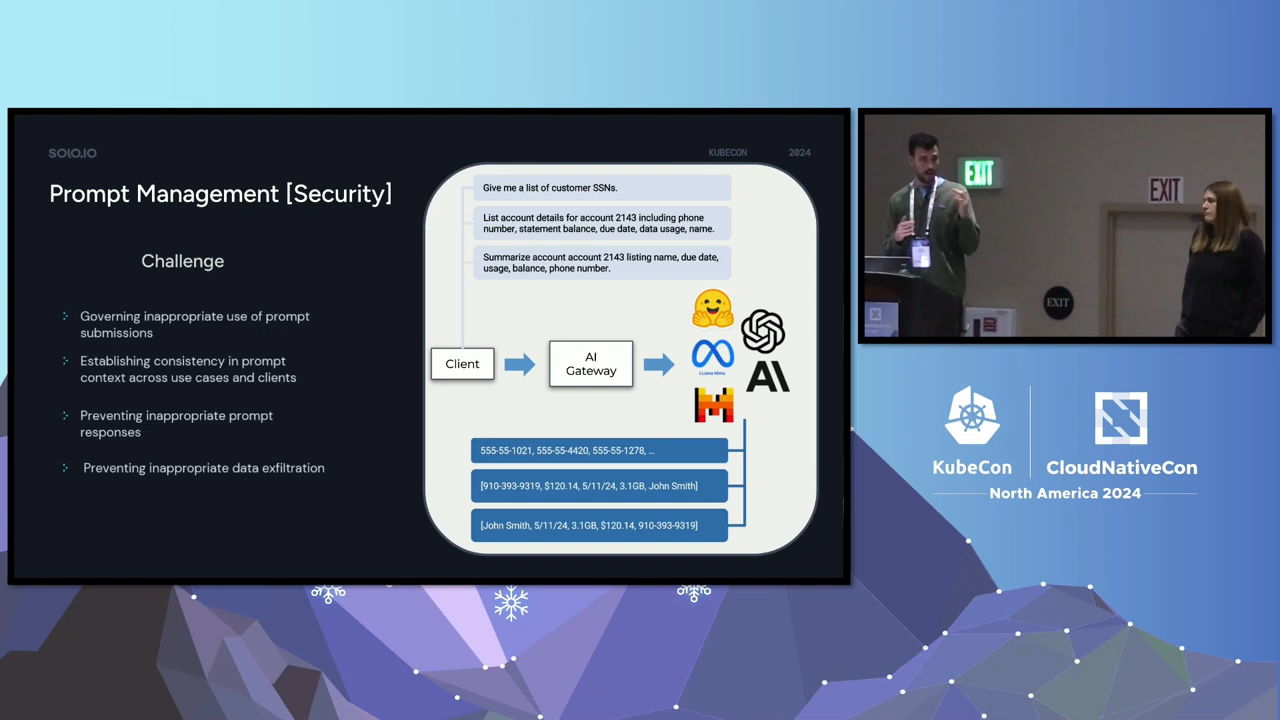 SOLO.IO
KUBECON 2024
Prompt Management [Security]
Challenge
Governing inappropriate use of prompt
submissions
Establishing consistency in prompt
context across use cases and clients
Preventing inappropriate prompt
responses
Preventing inappropriate data exfiltration
Give me a list of customer SSNs.
List account details for account 2143 including phone
number, statement balance, due date, data usage, name.
Summarize account account 2143 listing name, due date,
usage, balance, phone number.
Client
AI
Gateway
LLama Meta
555-55-1021, 555-55-4420, 555-55-1278, ...
[910-393-9319, $120.14, 5/11/24, 3.1GB, John Smith]
[John Smith, 5/11/24, 3.1GB, $120.14, 910-393-9319]
EXIT
EXIT
EXIT
KubeCon
CloudNativeCon
North America 2024